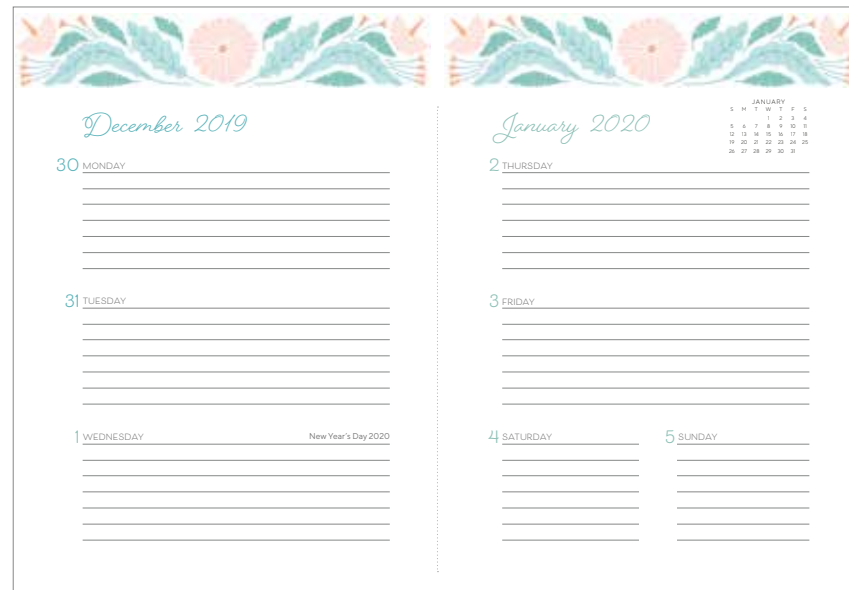 December 2019
30 MONDAY
31 TUESDAY
1 WEDNESDAY New Year's Day 2020
January 2020
JANUARY
S M T W T F S
1 2 3 4
5 6 7 8 9 10 11
12 13 14 15 16 17 18
19 20 21 22 23 24 25
26 27 28 29 30 31
2 THURSDAY
3 FRIDAY
4 SATURDAY 5 SUNDAY